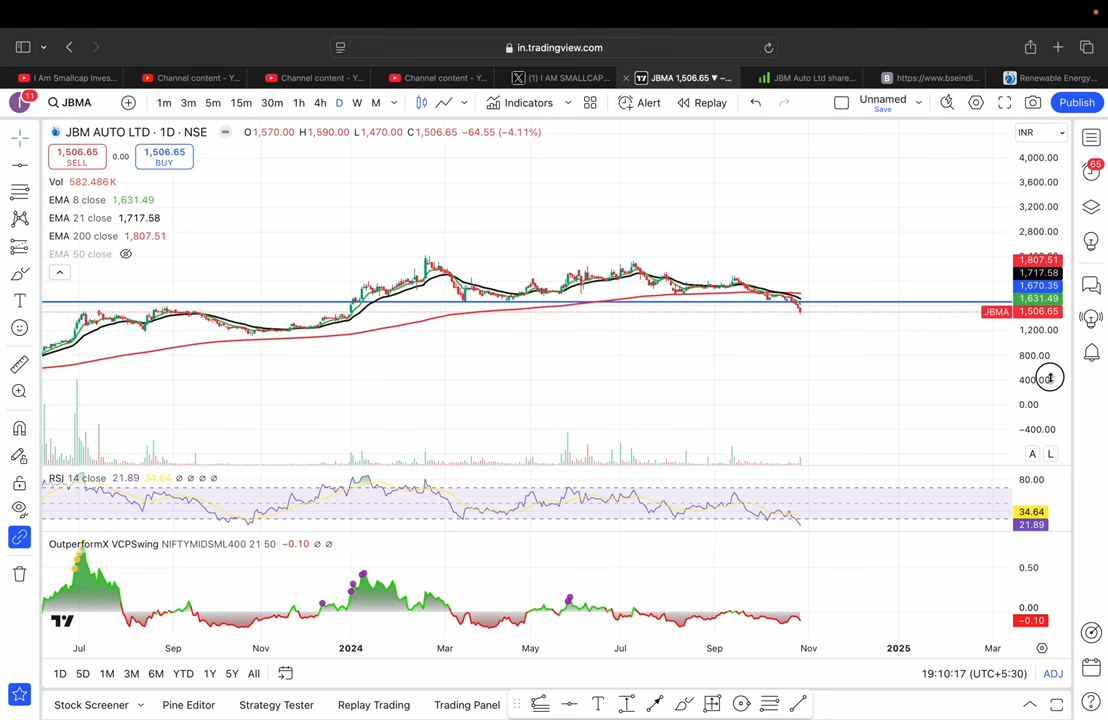 in.tradingview.com
I Am Smallcap Inves...
Channel content - Y...
Channel content - Y...
Channel content - Y...
(1) I AM SMALLCAP...
JBMA 1,506.65 ▼ –...
JBM Auto Ltd share...
https://www.bseindi...
Renewable Energy...
11
JBMA
1m 3m 5m 15m 30m 1h 4h D W M
Indicators
Alert
Replay
Unnamed
Save
Publish
JBM AUTO LTD · 1D · NSE
O1,570.00 H1,590.00 L1,470.00 C1,506.65 −64.55 (−4.11%)
INR
1,506.65
SELL
0.00
1,506.65
BUY
Vol 582.486K
EMA 8 close 1,631.49
EMA 21 close 1,717.58
EMA 200 close 1,807.51
EMA 50 close
4,000.00
3,600.00
3,200.00
2,800.00
1,807.51
1,717.58
1,670.35
1,631.49
JBMA 1,506.65
1,200.00
800.00
0.00
−400.00
A L
65
RSI 14 close 21.89 34.64 ∅ ∅ ∅ ∅
80.00
34.64
21.89
OutperformX VCPSwing NIFTYMIDSML400 21 50 −0.10 ∅ ∅
0.50
0.00
−0.10
Jul Sep Nov 2024 Mar May Jul Sep Nov 2025 Mar
1D 5D 1M 3M 6M YTD 1Y 5Y All
19:10:17 (UTC+5:30)
ADJ
Stock Screener
Pine Editor
Strategy Tester
Replay Trading
Trading Panel